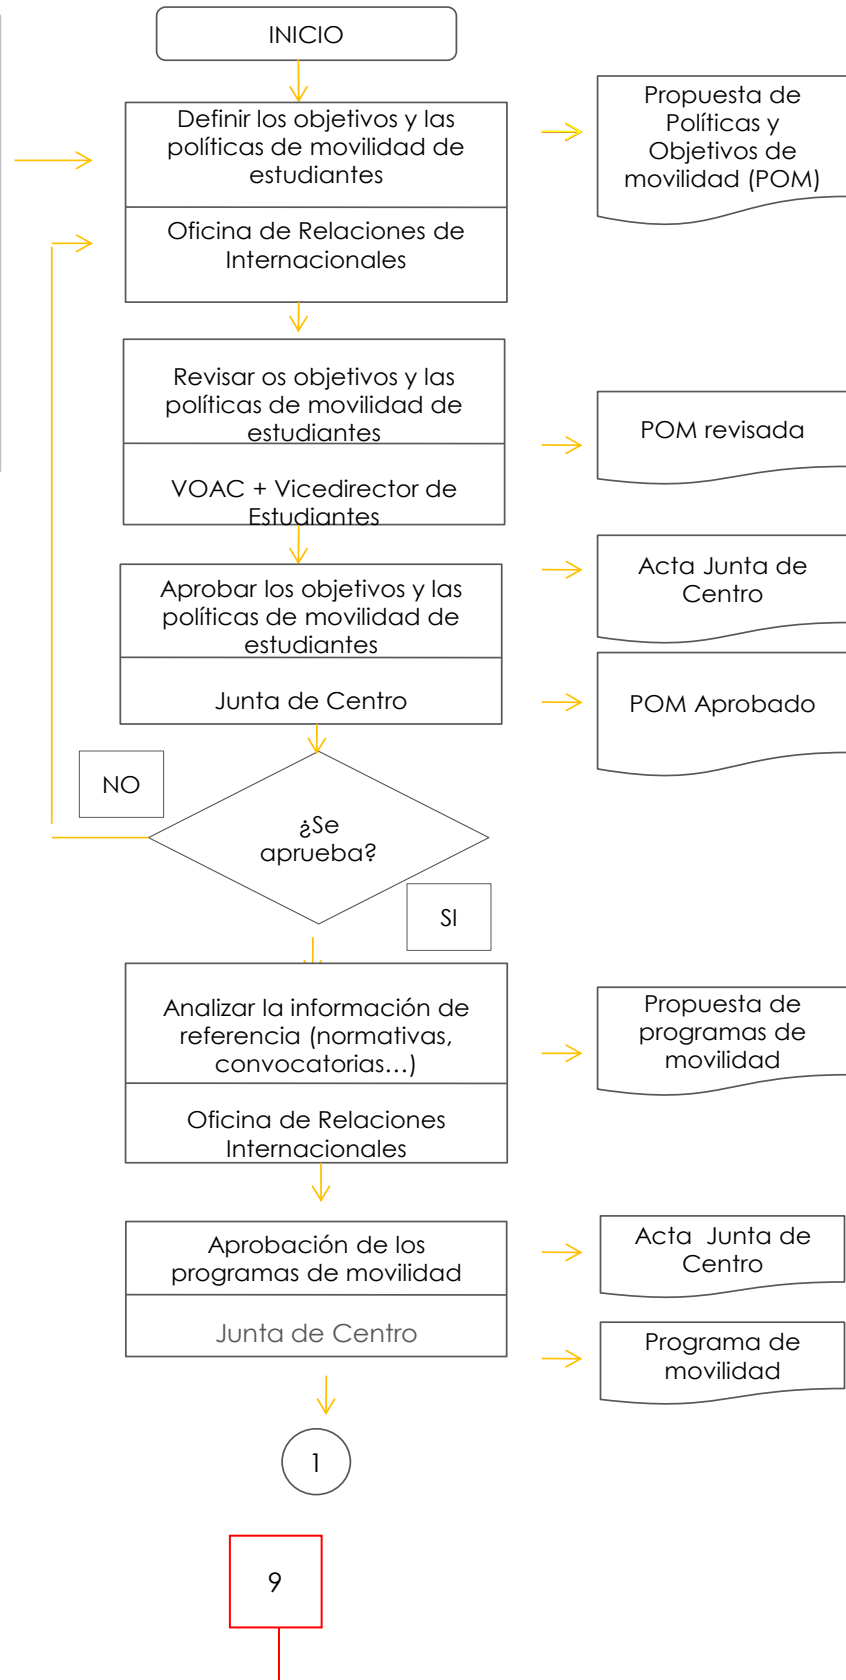 INICIO
Definir los objetivos y las
políticas de movilidad de
estudiantes
Oficina de Relaciones de
Internacionales
Propuesta de
Políticas y
Objetivos de
movilidad (POM)
Revisar os objetivos y las
políticas de movilidad de
estudiantes
VOAC + Vicedirector de
Estudiantes
POM revisada
Aprobar los objetivos y las
políticas de movilidad de
estudiantes
Junta de Centro
Acta Junta de
Centro
POM Aprobado
NO
¿Se
aprueba?
SI
Analizar la información de
referencia (normativas,
convocatorias...)
Oficina de Relaciones
Internacionales
Propuesta de
programas de
movilidad
Aprobación de los
programas de movilidad
Junta de Centro
Acta  Junta de
Centro
Programa de
movilidad
1
9